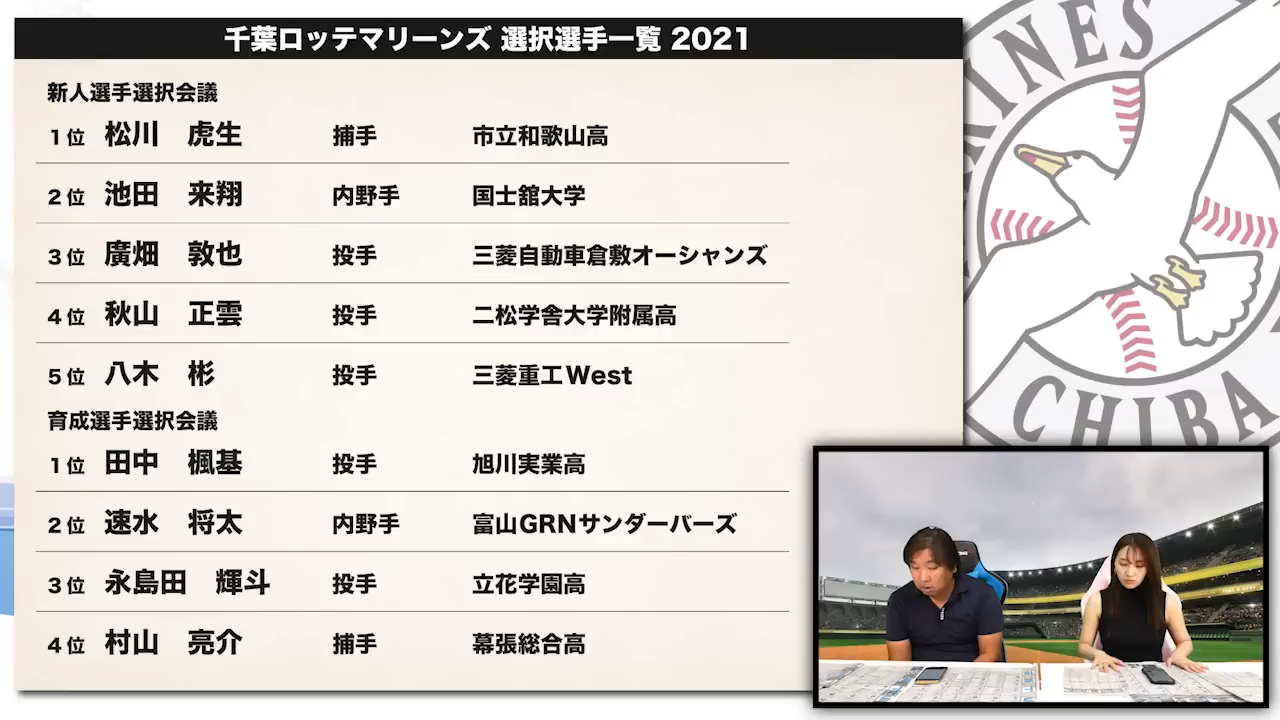 千葉ロッテマリーンズ 選択選手一覧 2021
新人選手選択会議
1位 松川 虎生 捕手 市立和歌山高
2位 池田 来翔 内野手 国士舘大学
3位 廣畑 敦也 投手 三菱自動車倉敷オーシャンズ
4位 秋山 正雲 投手 二松学舎大学附属高
5位 八木 彬 投手 三菱重工West
育成選手選択会議
1位 田中 楓基 投手 旭川実業高
2位 速水 将太 内野手 富山GRNサンダーバーズ
3位 永島田 輝斗 投手 立花学園高
4位 村山 亮介 捕手 幕張総合高
RINES
CHIBA